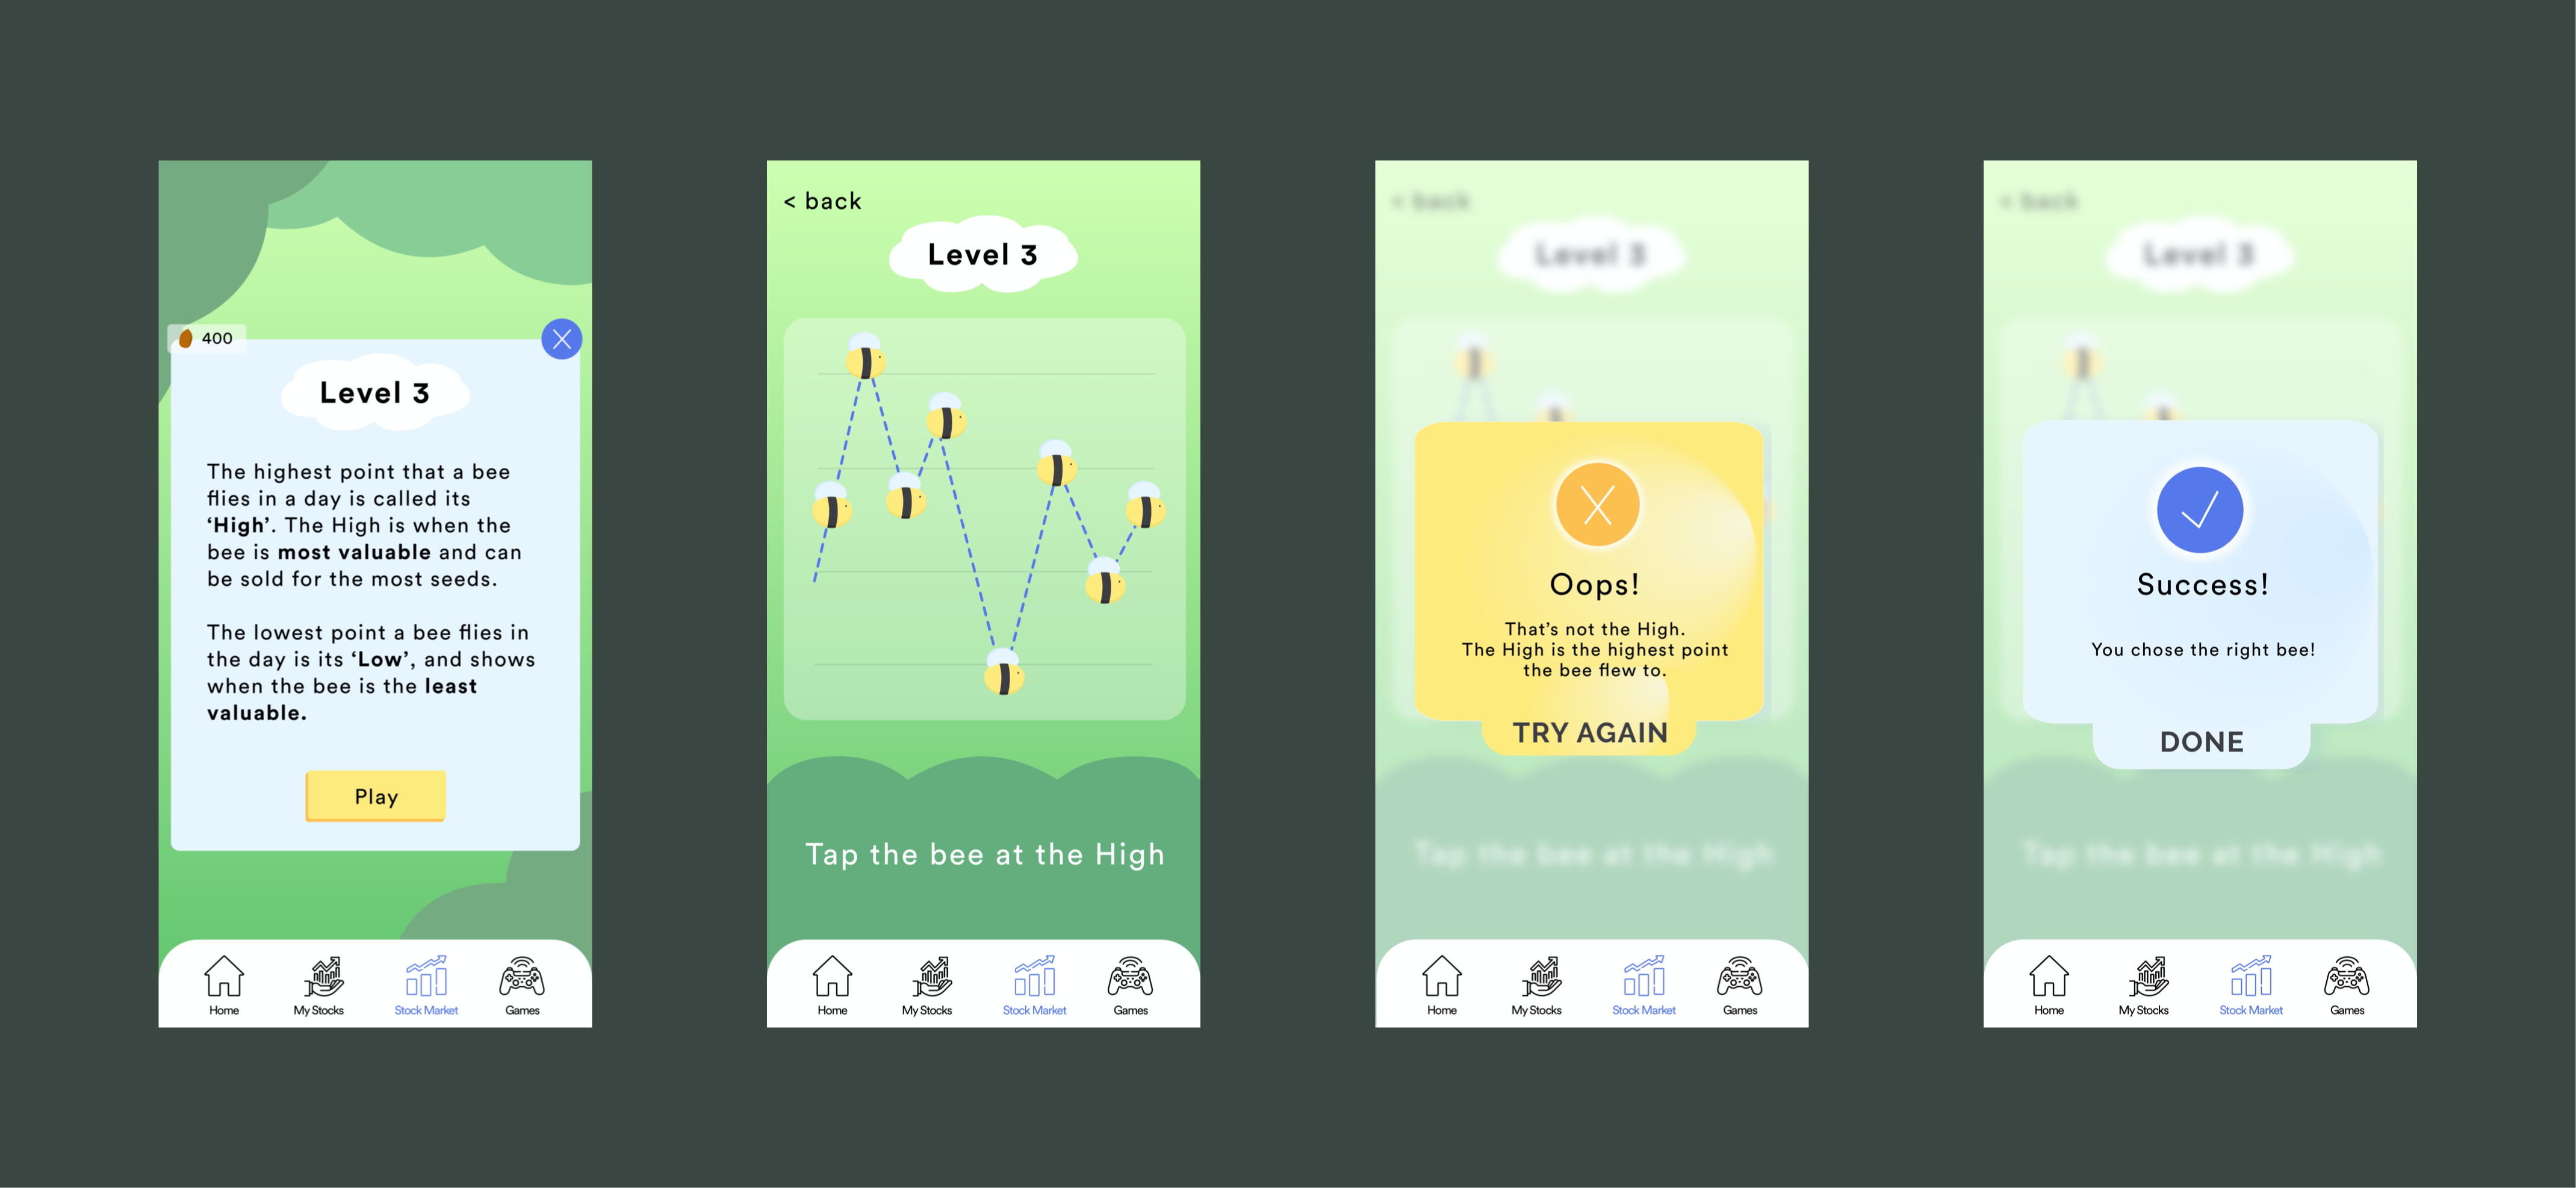 400
Level 3
The highest point that a bee
flies in a day is called its
‘High’. The High is when the
bee is most valuable and can
be sold for the most seeds.
The lowest point a bee flies in
the day is its ‘Low’, and shows
when the bee is the least
valuable.
Play
Home
My Stocks
Stock Market
Games
< back
Level 3
Tap the bee at the High
Home
My Stocks
Stock Market
Games
< back
Level 3
Oops!
That’s not the High.
The High is the highest point
the bee flew to.
TRY AGAIN
Tap the bee at the High
Home
My Stocks
Stock Market
Games
< back
Level 3
Success!
You chose the right bee!
DONE
Tap the bee at the High
Home
My Stocks
Stock Market
Games